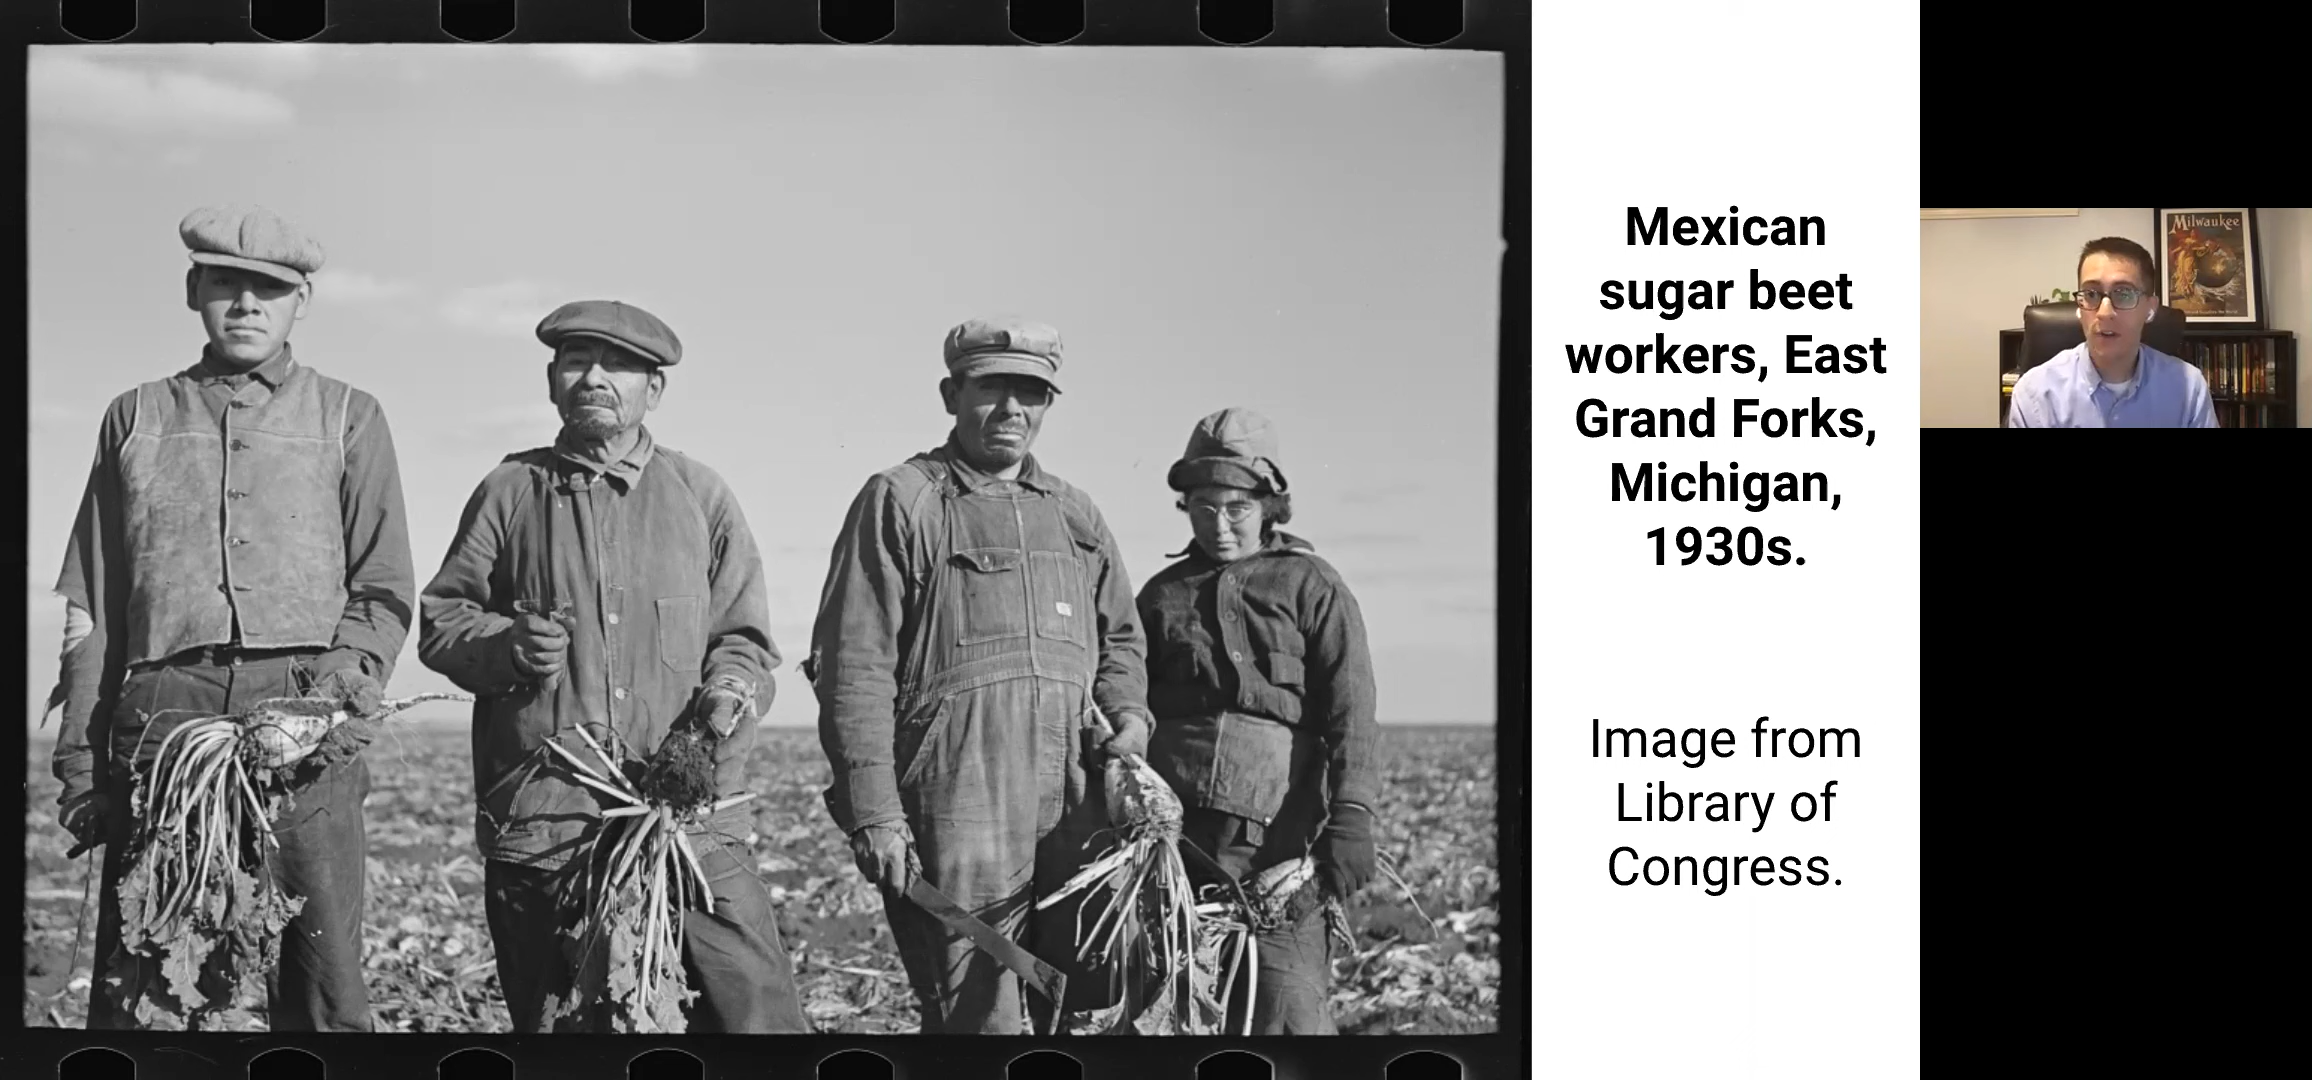 Mexican
sugar beet
workers, East
Grand Forks,
Michigan,
1930s.
Image from
Library of
Congress.
Milwaukee